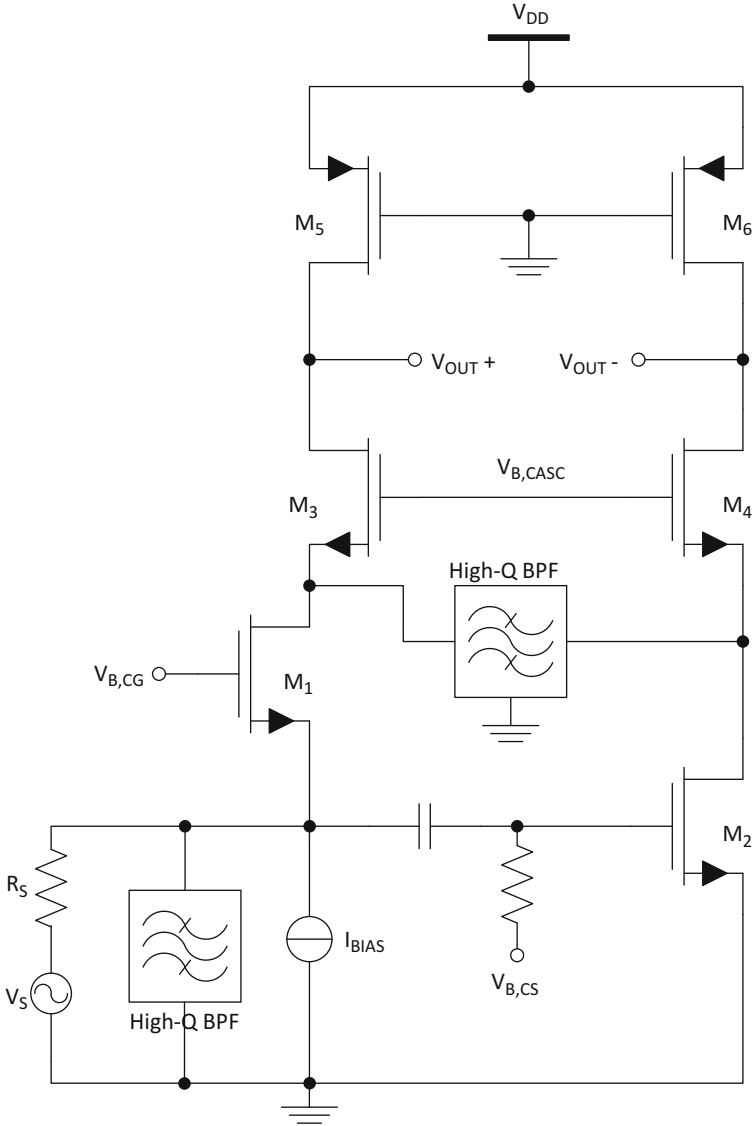 V_DD
M_5
M_6
V_OUT +
V_OUT -
V_B,CASC
M_3
M_4
High-Q BPF
V_B,CG
M_1
M_2
R_S
I_BIAS
V_S
V_B,CS
High-Q BPF